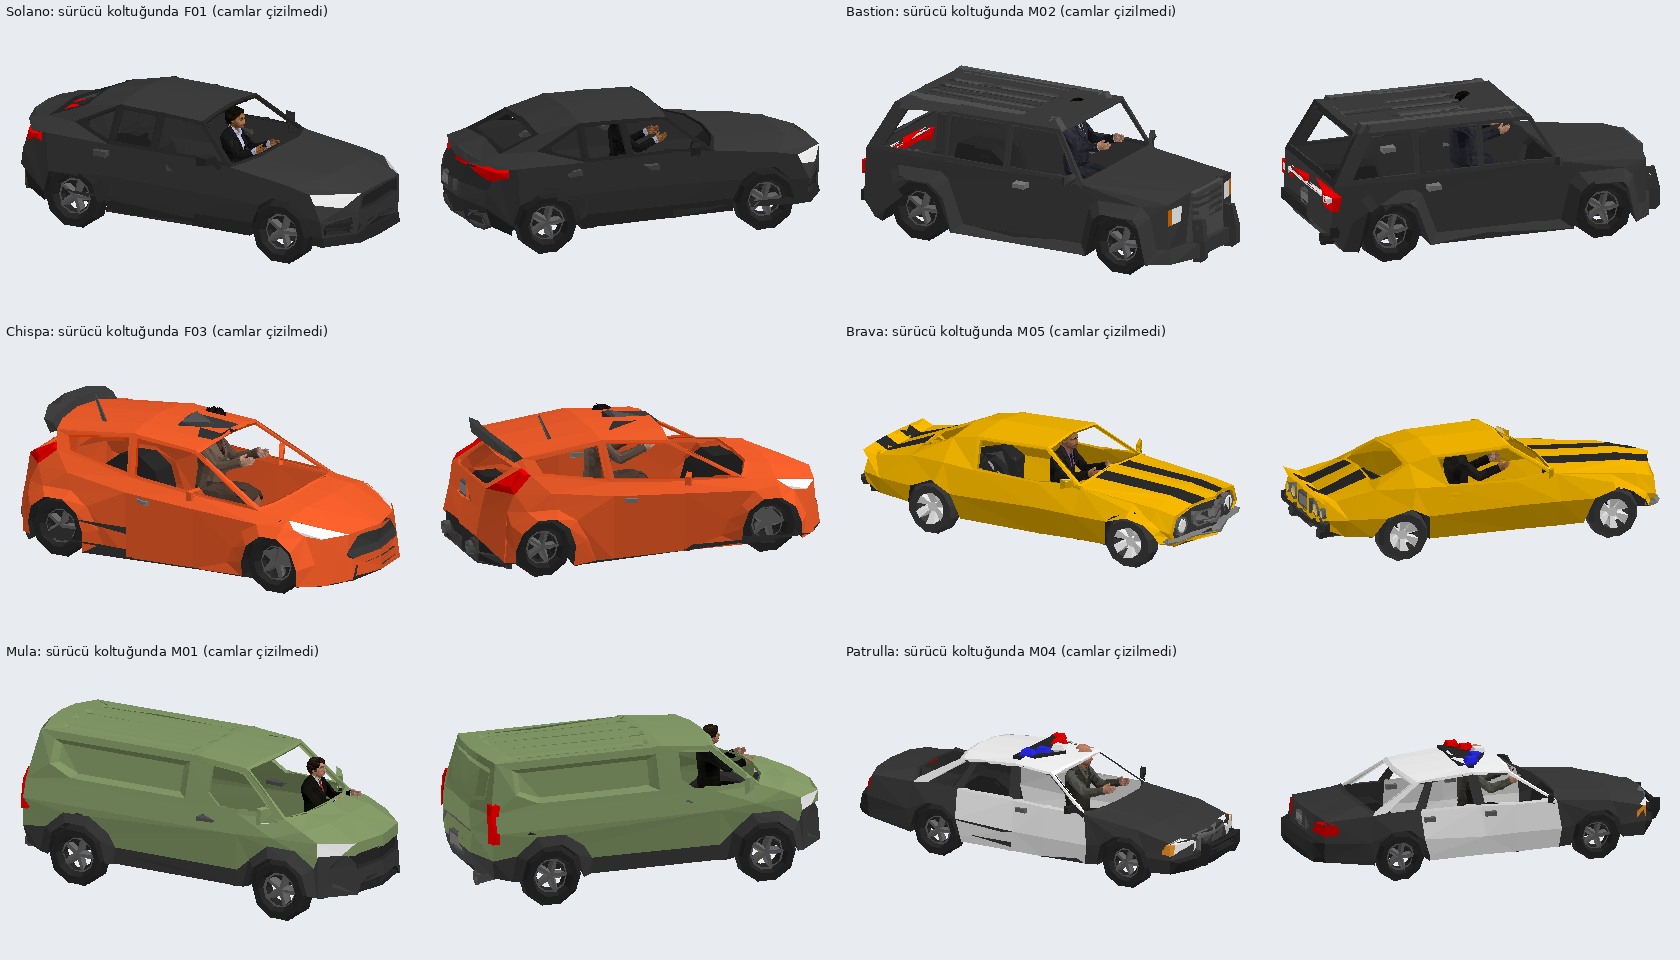 Solano: sürücü koltuğunda F01 (camlar çizilmedi)
Bastion: sürücü koltuğunda M02 (camlar çizilmedi)
Chispa: sürücü koltuğunda F03 (camlar çizilmedi)
Brava: sürücü koltuğunda M05 (camlar çizilmedi)
Mula: sürücü koltuğunda M01 (camlar çizilmedi)
Patrulla: sürücü koltuğunda M04 (camlar çizilmedi)